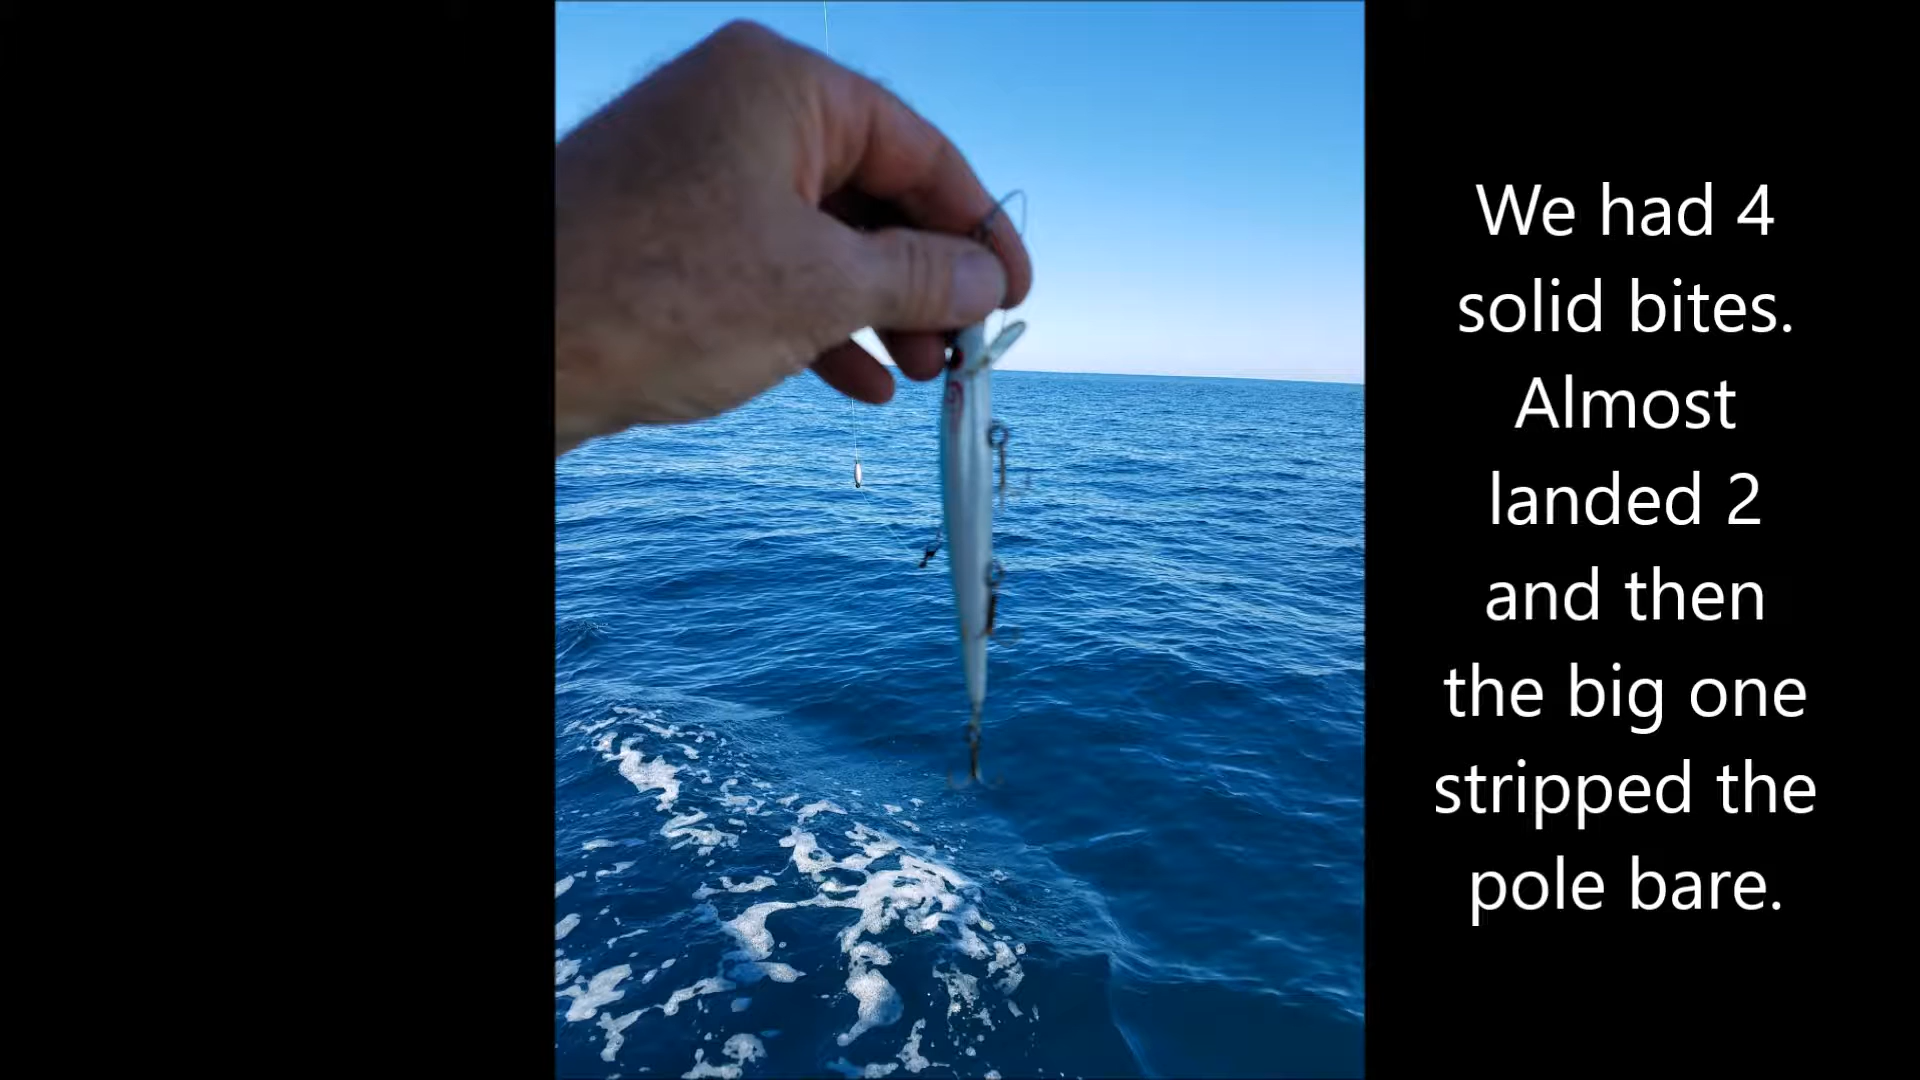 We had 4
solid bites.
Almost
landed 2
and then
the big one
stripped the
pole bare.